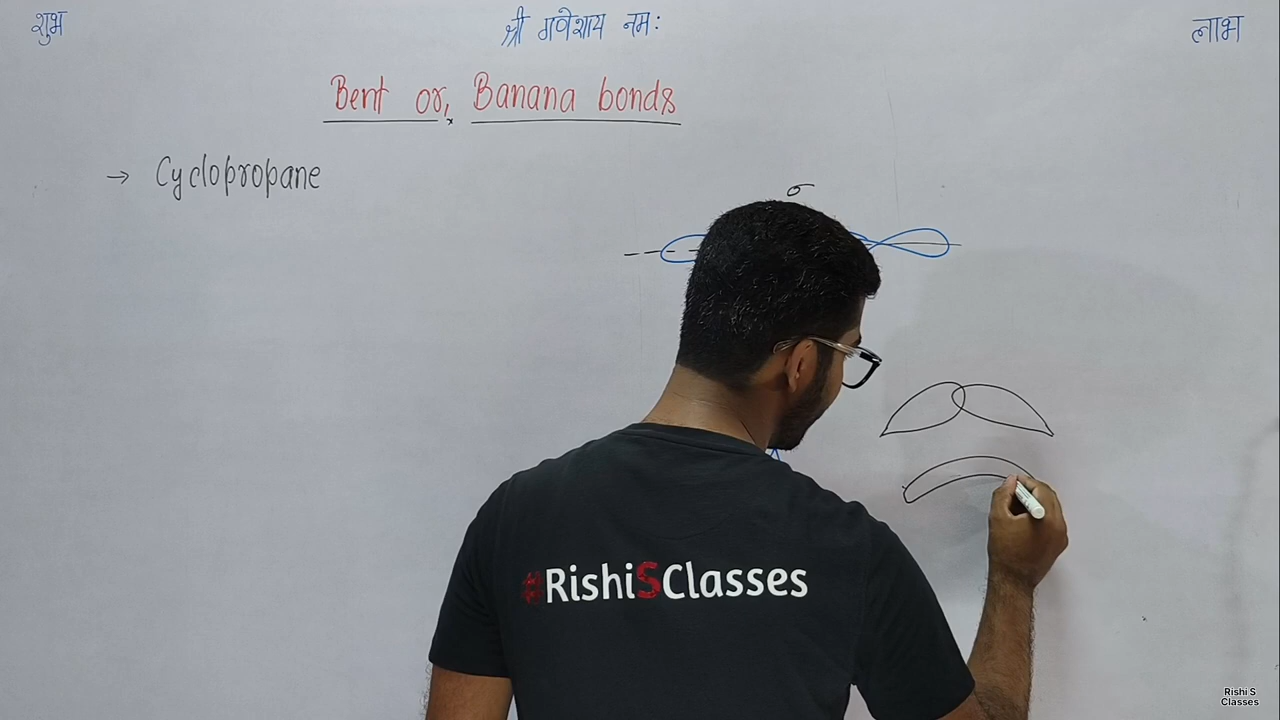 शुभ श्री गणेशाय नमः लाभ
Bent or, Banana bonds
→ Cyclopropane
σ
#RishiSClasses
Rishi S
Classes